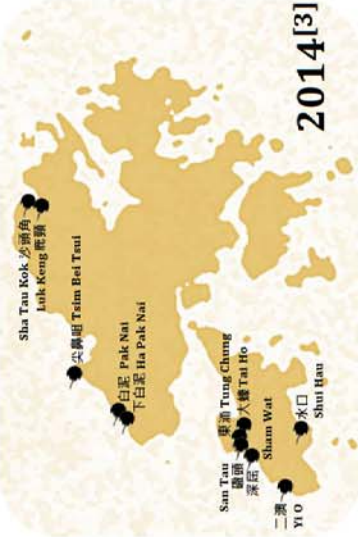 2014[3]
Sha Tau Kok 沙頭角
Luk Keng 鹿頸
尖鼻咀 Tsim Bei Tsui
白泥 Pak Nai
下白泥 Ha Pak Nai
東涌 Tung Chung
大蠔 Tai Ho
San Tau
深屈
Sham Wat
水口
Shui Hau
二澳
YI O